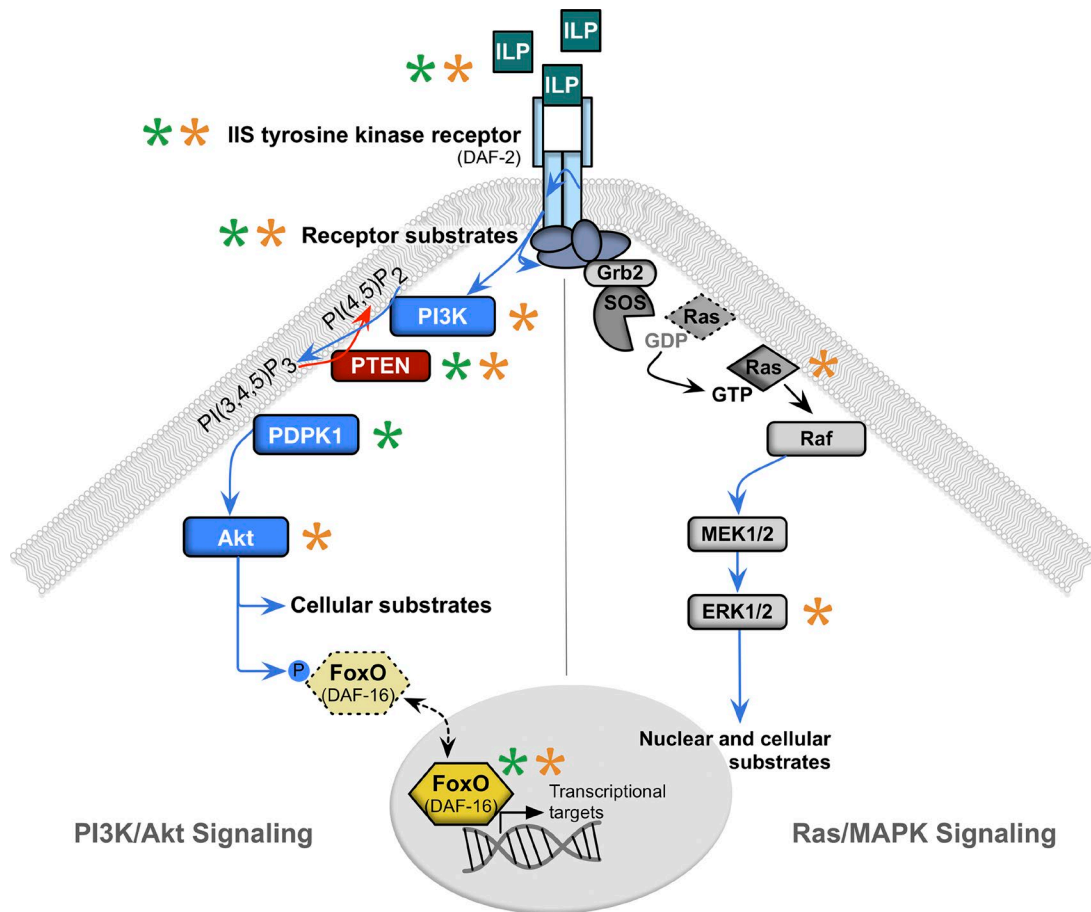 ILP
ILP
ILP
* *
* * IIS tyrosine kinase receptor
(DAF-2)
* * Receptor substrates
PI(4,5)P2
PI3K *
PTEN * *
PI(3,4,5)P3
PDPK1 *
Akt *
Cellular substrates
P
FoxO
(DAF-16)
Grb2
SOS
Ras
GDP
GTP
Ras *
Raf
MEK1/2
ERK1/2 *
Nuclear and cellular
substrates
* *
FoxO
(DAF-16)
Transcriptional
targets
PI3K/Akt Signaling
Ras/MAPK Signaling